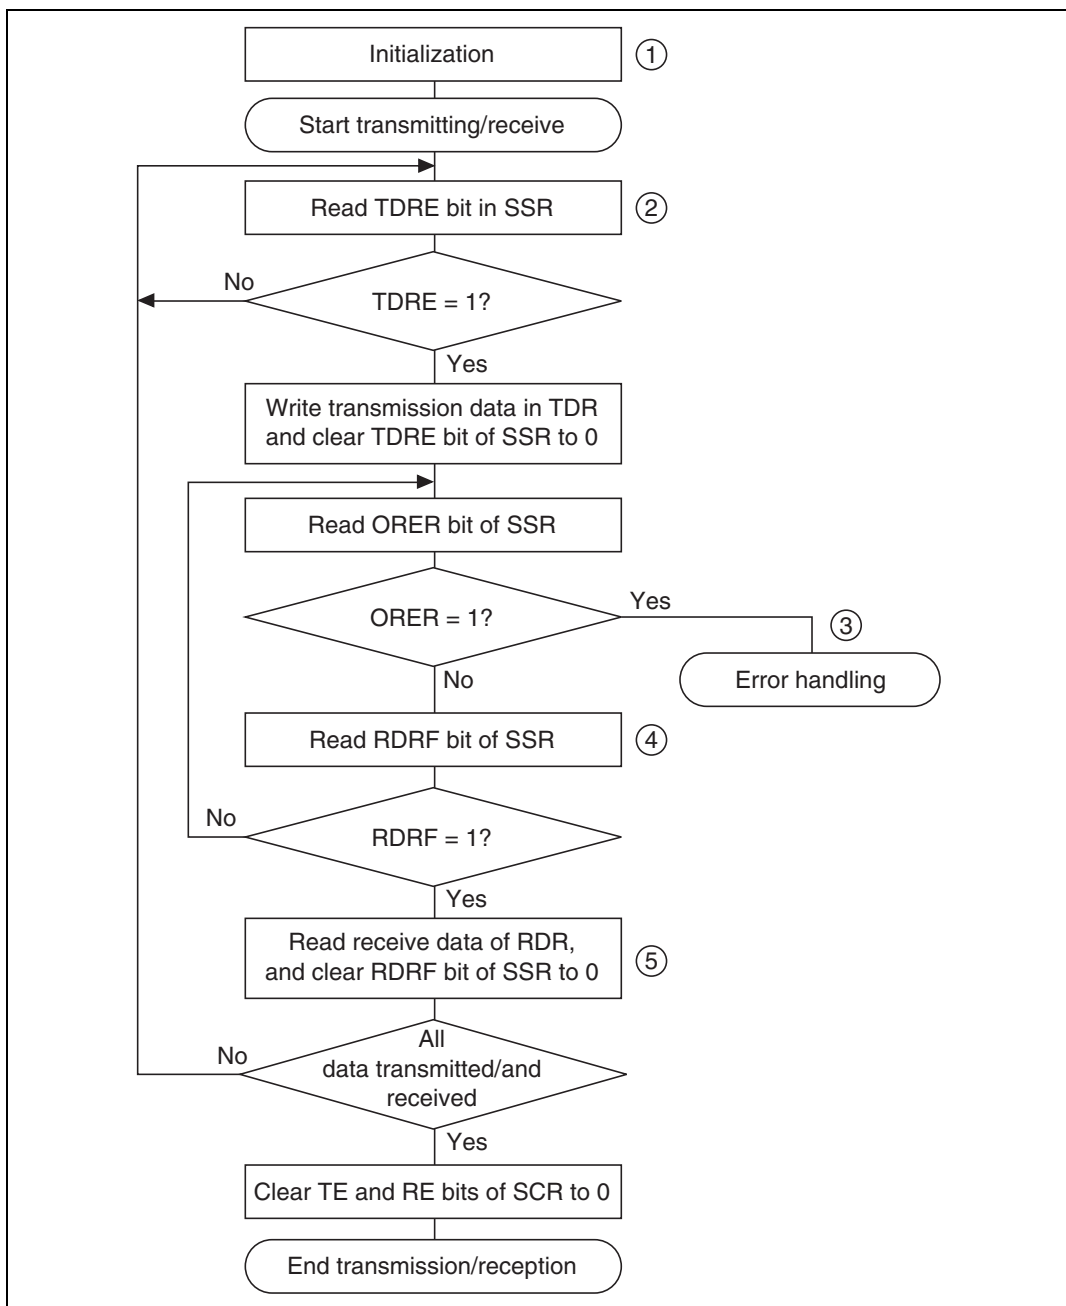 Initialization
1
Start transmitting/receive
Read TDRE bit in SSR
2
No
TDRE = 1?
Yes
Write transmission data in TDR
and clear TDRE bit of SSR to 0
Read ORER bit of SSR
ORER = 1?
Yes
3
Error handling
No
Read RDRF bit of SSR
4
No
RDRF = 1?
Yes
Read receive data of RDR,
and clear RDRF bit of SSR to 0
5
No
All
data transmitted/and
received
Yes
Clear TE and RE bits of SCR to 0
End transmission/reception